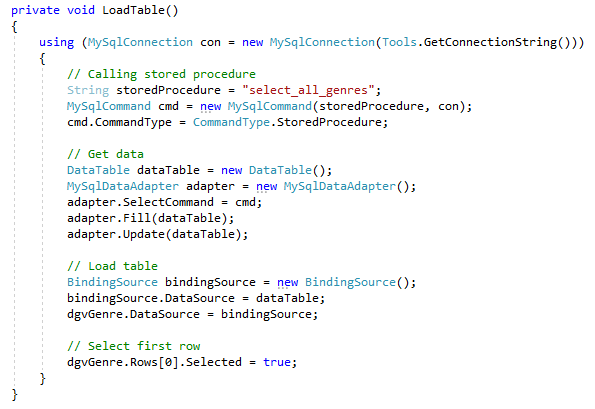 private void LoadTable()
{
    using (MySqlConnection con = new MySqlConnection(Tools.GetConnectionString()))
    {
        // Calling stored procedure
        String storedProcedure = "select_all_genres";
        MySqlCommand cmd = new MySqlCommand(storedProcedure, con);
        cmd.CommandType = CommandType.StoredProcedure;

        // Get data
        DataTable dataTable = new DataTable();
        MySqlDataAdapter adapter = new MySqlDataAdapter();
        adapter.SelectCommand = cmd;
        adapter.Fill(dataTable);
        adapter.Update(dataTable);

        // Load table
        BindingSource bindingSource = new BindingSource();
        bindingSource.DataSource = dataTable;
        dgvGenre.DataSource = bindingSource;

        // Select first row
        dgvGenre.Rows[0].Selected = true;
    }
}